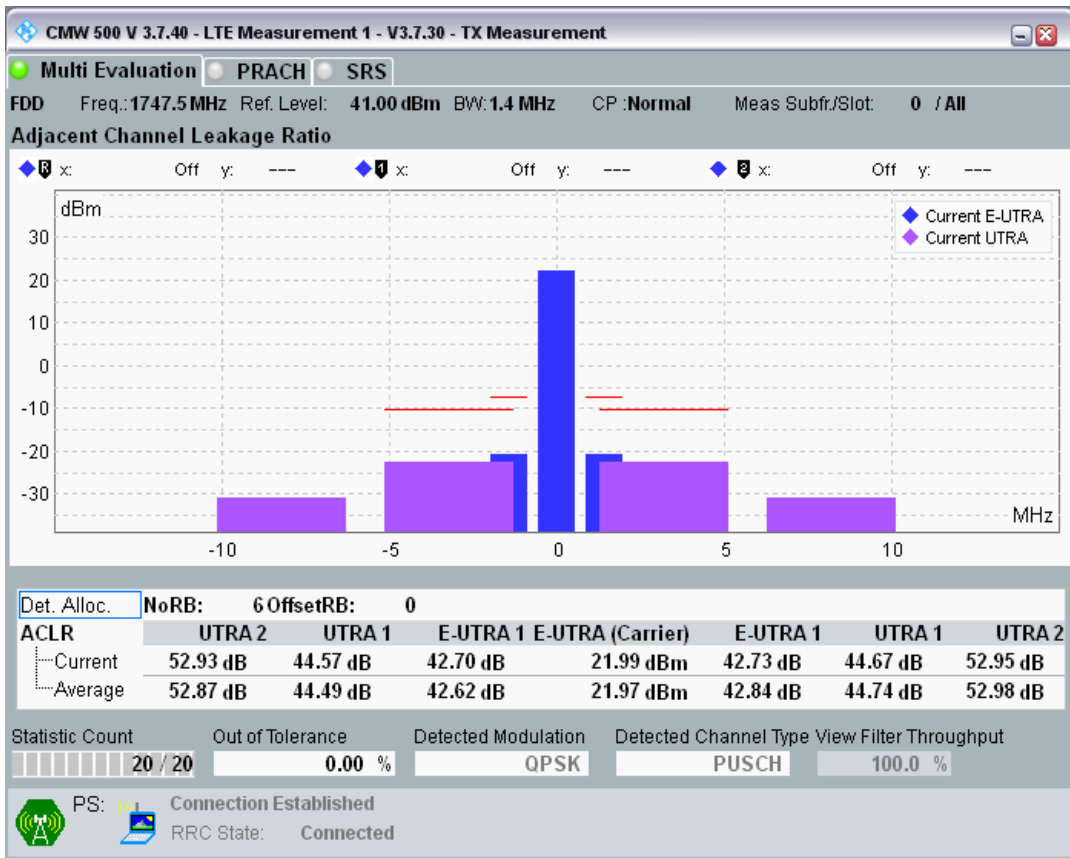 CMW 500 V 3.7.40 - LTE Measurement 1 - V3.7.30 - TX Measurement
Multi Evaluation PRACH SRS
FDD Freq.:1747.5 MHz Ref. Level: 41.00 dBm BW:1.4 MHz CP :Normal Meas Subfr./Slot: 0 / All
Adjacent Channel Leakage Ratio
R x: Off y: --- 1 x: Off y: --- 2 x: Off y: ---
dBm
Current E-UTRA
Current UTRA
30
20
10
0
-10
-20
-30
MHz
-10 -5 0 5 10
Det. Alloc. NoRB: 6 OffsetRB: 0
ACLR UTRA 2 UTRA 1 E-UTRA 1 E-UTRA (Carrier) E-UTRA 1 UTRA 1 UTRA 2
Current 52.93 dB 44.57 dB 42.70 dB 21.99 dBm 42.73 dB 44.67 dB 52.95 dB
Average 52.87 dB 44.49 dB 42.62 dB 21.97 dBm 42.84 dB 44.74 dB 52.98 dB
Statistic Count Out of Tolerance Detected Modulation Detected Channel Type View Filter Throughput
20 / 20 0.00 % QPSK PUSCH 100.0 %
PS: Connection Established
RRC State: Connected